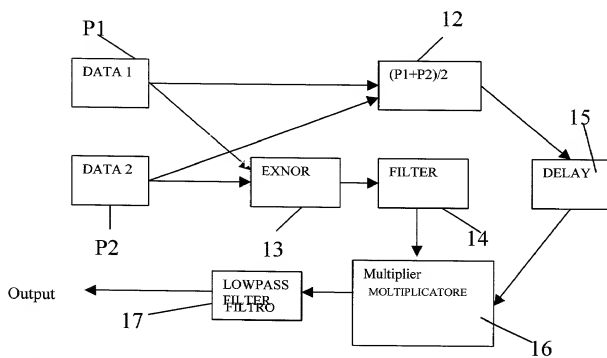 P1
12
DATA 1
(P1+P2)/2
15
DATA 2
EXNOR
FILTER
DELAY
P2
13
14
Multiplier
MOLTIPLICATORE
Output
LOWPASS
FILTER
FILTRO
17
16